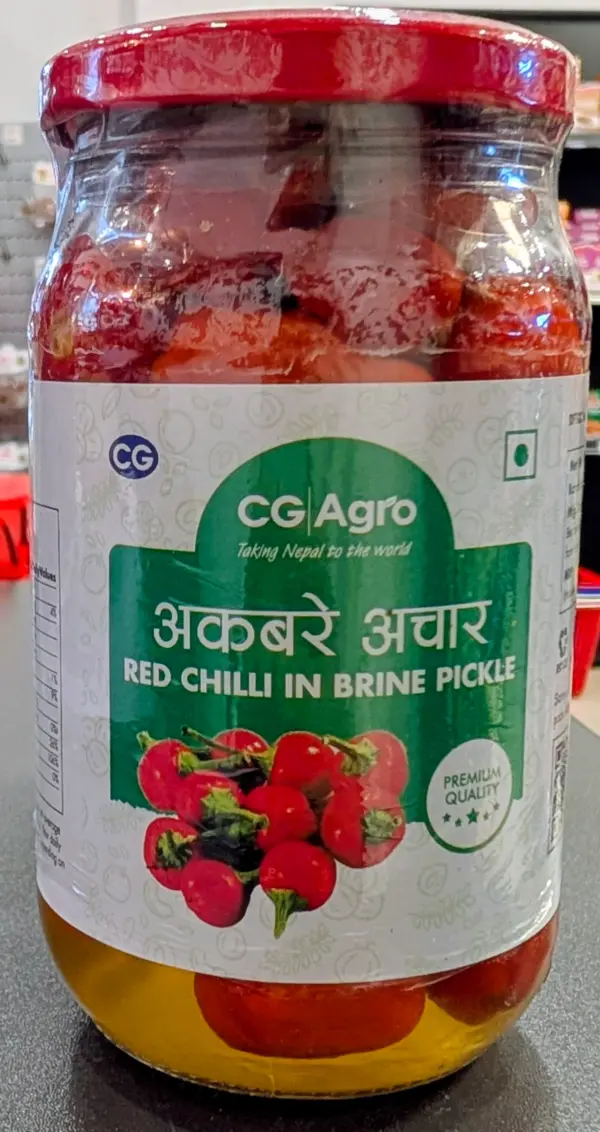 CG
CG|Agro
Taking Nepal to the world
अकबरे अचार
RED CHILLI IN BRINE PICKLE
PREMIUM
QUALITY